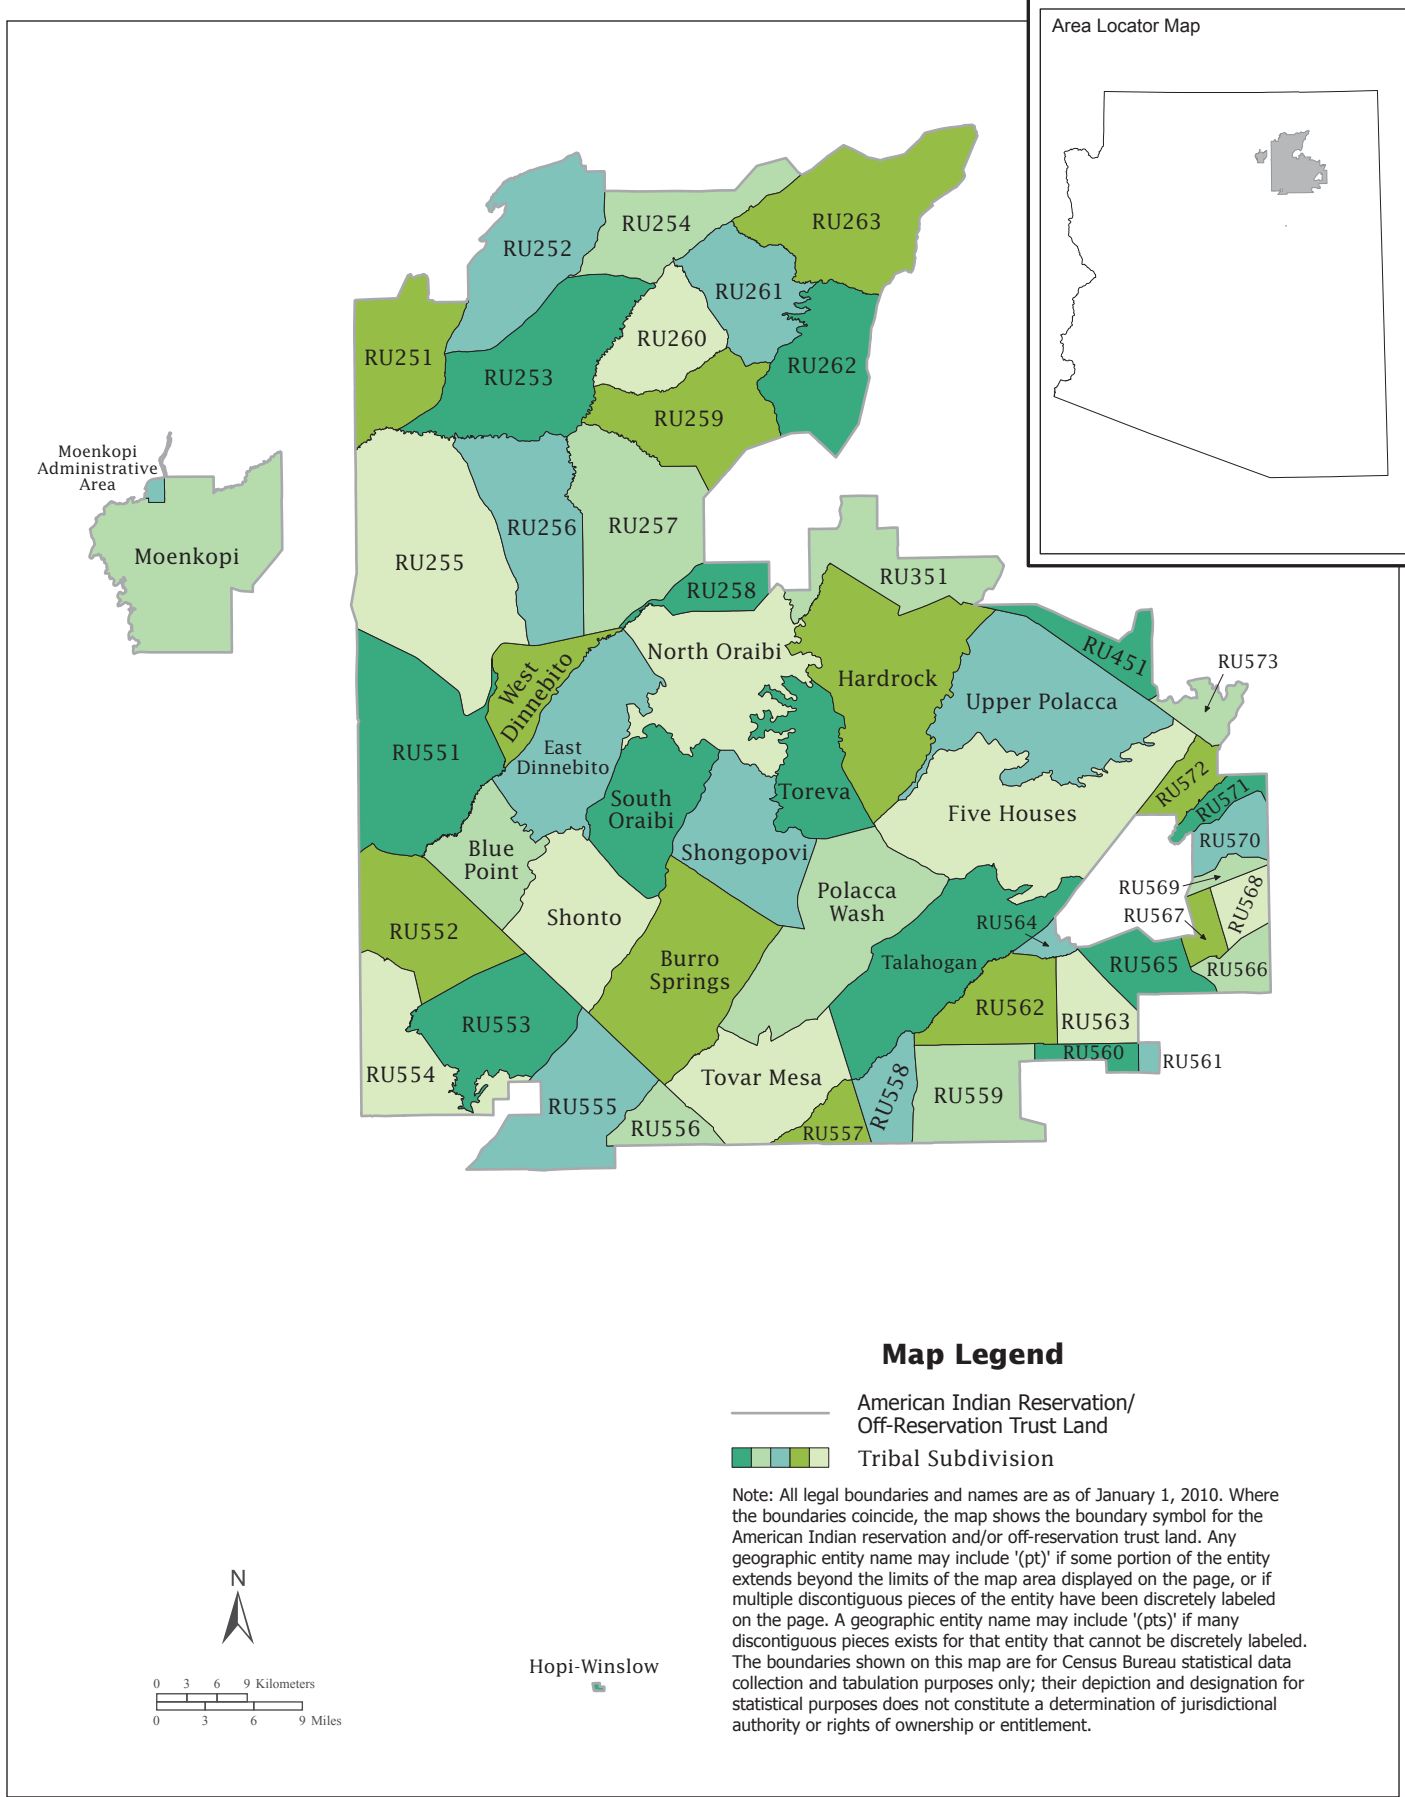 Area Locator Map
RU263
RU254
RU252
RU261
RU260
RU251
RU262
RU253
RU259
Moenkopi
Administrative
Area
RU257
RU256
Moenkopi
RU255
RU351
RU258
North Oraibi
RU451
RU573
West
Dinnebito
Hardrock
Upper Polacca
RU551
East
Dinnebito
RU572
South
Oraibi
Toreva
RU571
Five Houses
RU570
Blue
Point
Shongopovi
RU569
RU568
Polacca
Wash
RU567
Shonto
RU564
RU552
Burro
Springs
Talahogan
RU565
RU566
RU562
RU553
RU563
RU560
RU561
RU554
Tovar Mesa
RU558
RU559
RU555
RU556
RU557
Map Legend
American Indian Reservation/
Off-Reservation Trust Land
Tribal Subdivision
Note: All legal boundaries and names are as of January 1, 2010. Where
the boundaries coincide, the map shows the boundary symbol for the
American Indian reservation and/or off-reservation trust land. Any
geographic entity name may include '(pt)' if some portion of the entity
extends beyond the limits of the map area displayed on the page, or if
multiple discontiguous pieces of the entity have been discretely labeled
on the page. A geographic entity name may include '(pts)' if many
discontiguous pieces exists for that entity that cannot be discretely labeled.
The boundaries shown on this map are for Census Bureau statistical data
collection and tabulation purposes only; their depiction and designation for
statistical purposes does not constitute a determination of jurisdictional
authority or rights of ownership or entitlement.
N
Hopi-Winslow
0 3 6 9 Kilometers
0 3 6 9 Miles